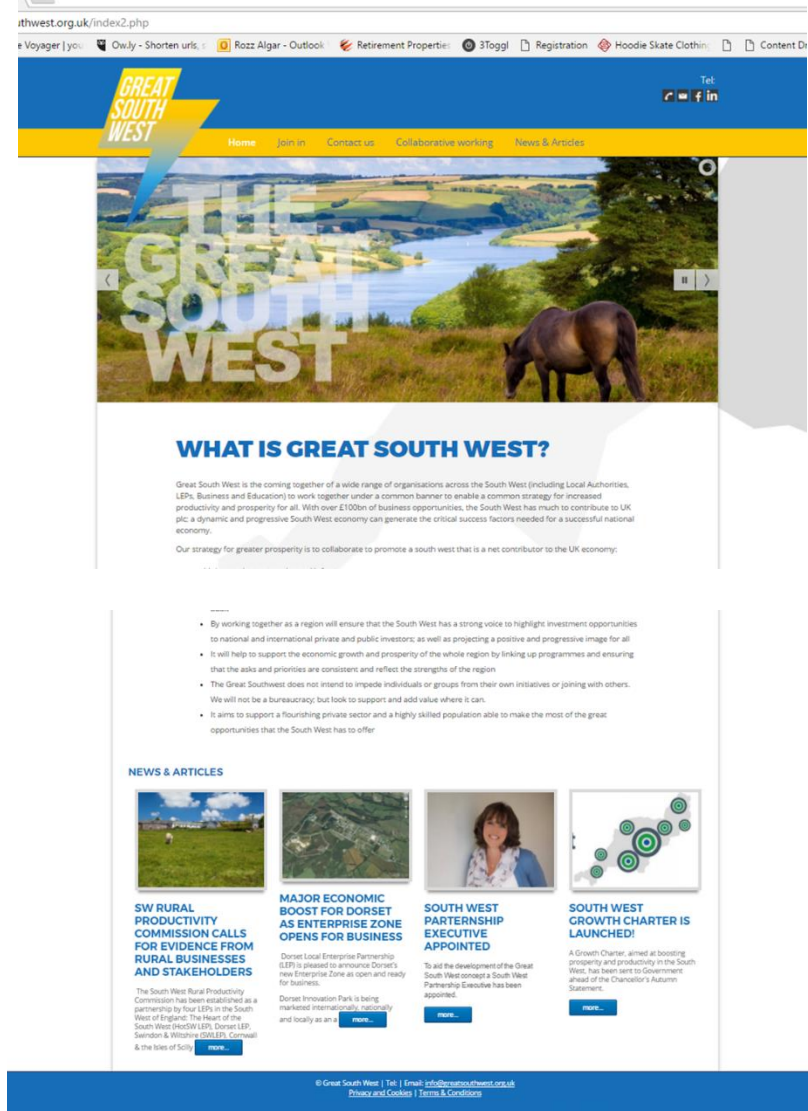 uthwest.org.uk/index2.php
e Voyager | you Ow.ly - Shorten urls, s Rozz Algar - Outlook Retirement Properties 3Toggl Registration Hoodie Skate Clothing Content Dr
GREAT
SOUTH
WEST
Tel:
Home Join in Contact us Collaborative working News & Articles
THE
GREAT
SOUTH
WEST
WHAT IS GREAT SOUTH WEST?
Great South West is the coming together of a wide range of organisations across the South West (including Local Authorities,
LEPs, Business and Education) to work together under a common banner to enable a common strategy for increased
productivity and prosperity for all. With over £100bn of business opportunities, the South West has much to contribute to UK
plc; a dynamic and progressive South West economy can generate the critical success factors needed for a successful national
economy.
Our strategy for greater prosperity is to collaborate to promote a south west that is a net contributor to the UK economy:
• By working together as a region will ensure that the South West has a strong voice to highlight investment opportunities
to national and international private and public investors; as well as projecting a positive and progressive image for all
• It will help to support the economic growth and prosperity of the whole region by linking up programmes and ensuring
that the asks and priorities are consistent and reflect the strengths of the region
• The Great Southwest does not intend to impede individuals or groups from their own initiatives or joining with others.
We will not be a bureaucracy; but look to support and add value where it can.
• It aims to support a flourishing private sector and a highly skilled population able to make the most of the great
opportunities that the South West has to offer
NEWS & ARTICLES
SW RURAL
PRODUCTIVITY
COMMISSION CALLS
FOR EVIDENCE FROM
RURAL BUSINESSES
AND STAKEHOLDERS
The South West Rural Productivity
Commission has been established as a
partnership by four LEPs in the South
West of England: The Heart of the
South West (HotSW LEP), Dorset LEP,
Swindon & Wiltshire (SWLEP), Cornwall
& the Isles of Scilly more...
MAJOR ECONOMIC
BOOST FOR DORSET
AS ENTERPRISE ZONE
OPENS FOR BUSINESS
Dorset Local Enterprise Partnership
(LEP) is pleased to announce Dorset's
new Enterprise Zone as open and ready
for business.
Dorset Innovation Park is being
marketed internationally, nationally
and locally as an a more...
SOUTH WEST
PARTERNSHIP
EXECUTIVE
APPOINTED
To aid the development of the Great
South West concept a South West
Partnership Executive has been
appointed.
more...
SOUTH WEST
GROWTH CHARTER IS
LAUNCHED!
A Growth Charter, aimed at boosting
prosperity and productivity in the South
West, has been sent to Government
ahead of the Chancellor's Autumn
Statement.
more...
© Great South West | Tel: | Email: info@greatsouthwest.org.uk
Privacy and Cookies | Terms & Conditions